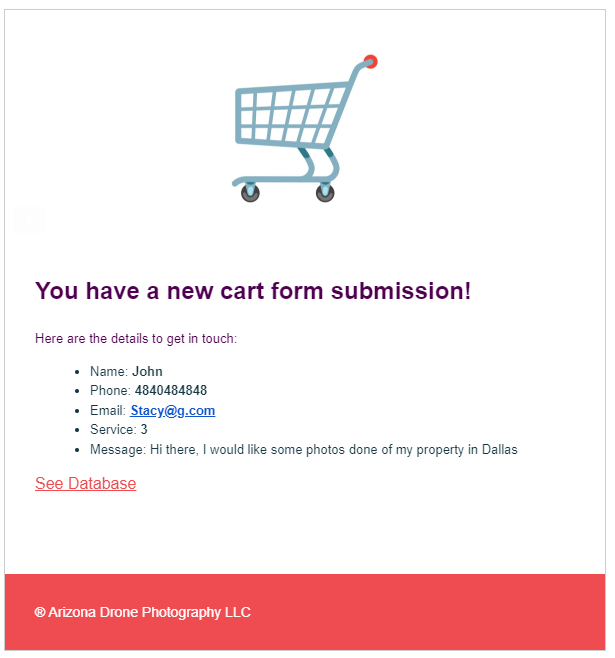 You have a new cart form submission!
Here are the details to get in touch:
Name: John
Phone: 4840484848
Email: Stacy@g.com
Service: 3
Message: Hi there, I would like some photos done of my property in Dallas
See Database
® Arizona Drone Photography LLC